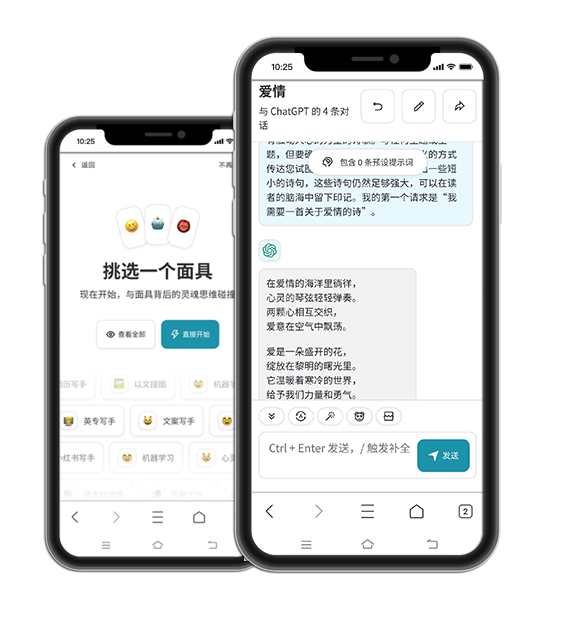 10:25
返回
不再
挑选一个面具
现在开始，与面具背后的灵魂思维碰撞
查看全部
直接开始
以文搜图
机器学
英专写手
文案写手
小红书写手
机器学习
心灵
10:25
爱情
与 ChatGPT 的 4 条对
话
题，但要确
的方式
包含 0 条预设提示词
传达您试图
一些短
小的诗句，这些诗句仍然足够强大，可以在读
者的脑海中留下印记。我的第一个请求是“我
需要一首关于爱情的诗”。
在爱情的海洋里徜徉，
心灵的琴弦轻轻弹奏。
两颗心相互交织，
爱意在空气中飘荡。
爱是一朵盛开的花，
绽放在黎明的曙光里。
它温暖着寒冷的世界，
给予我们力量和勇气。
Ctrl + Enter 发送，/ 触发补全
发送
2